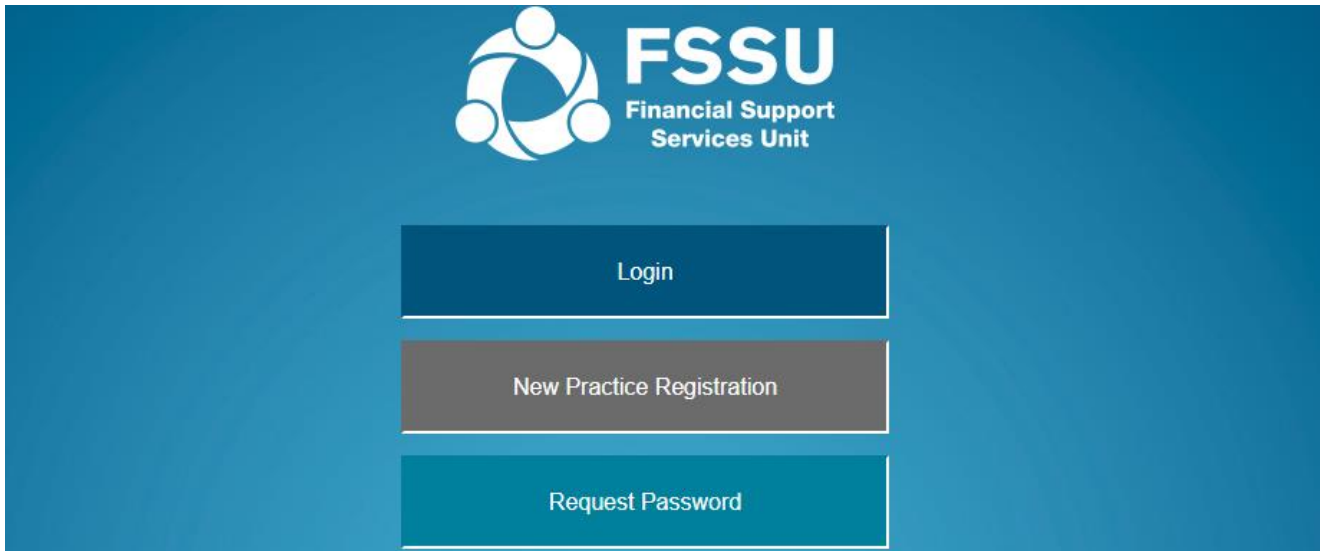 FSSU
Financial Support
Services Unit
Login
New Practice Registration
Request Password